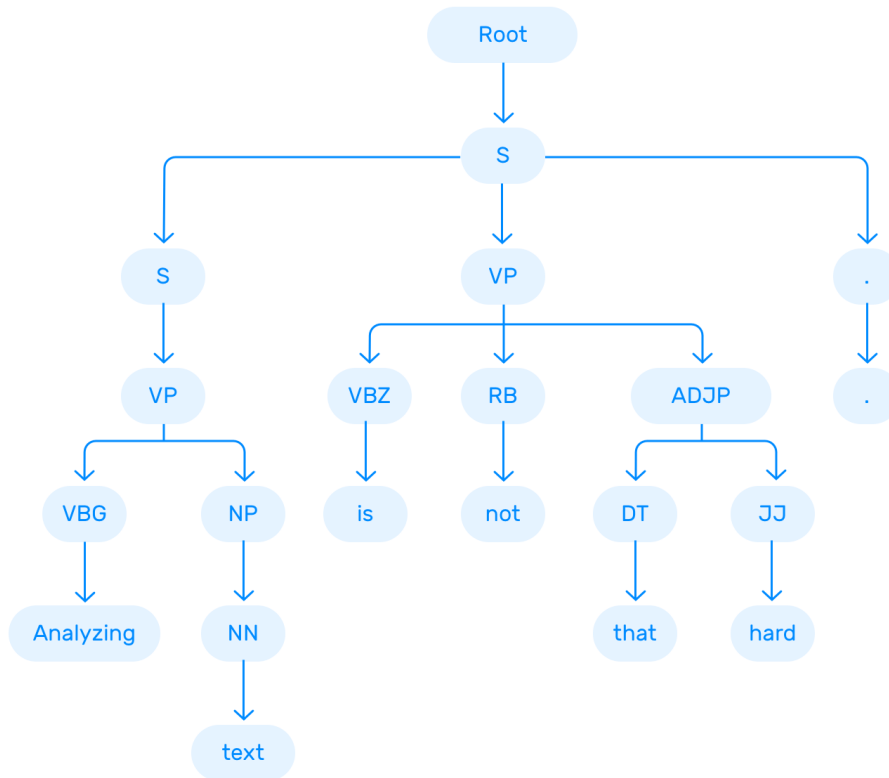 Root
S
S VP .
VP VBZ RB ADJP .
VBG NP is not DT JJ
Analyzing NN that hard
text